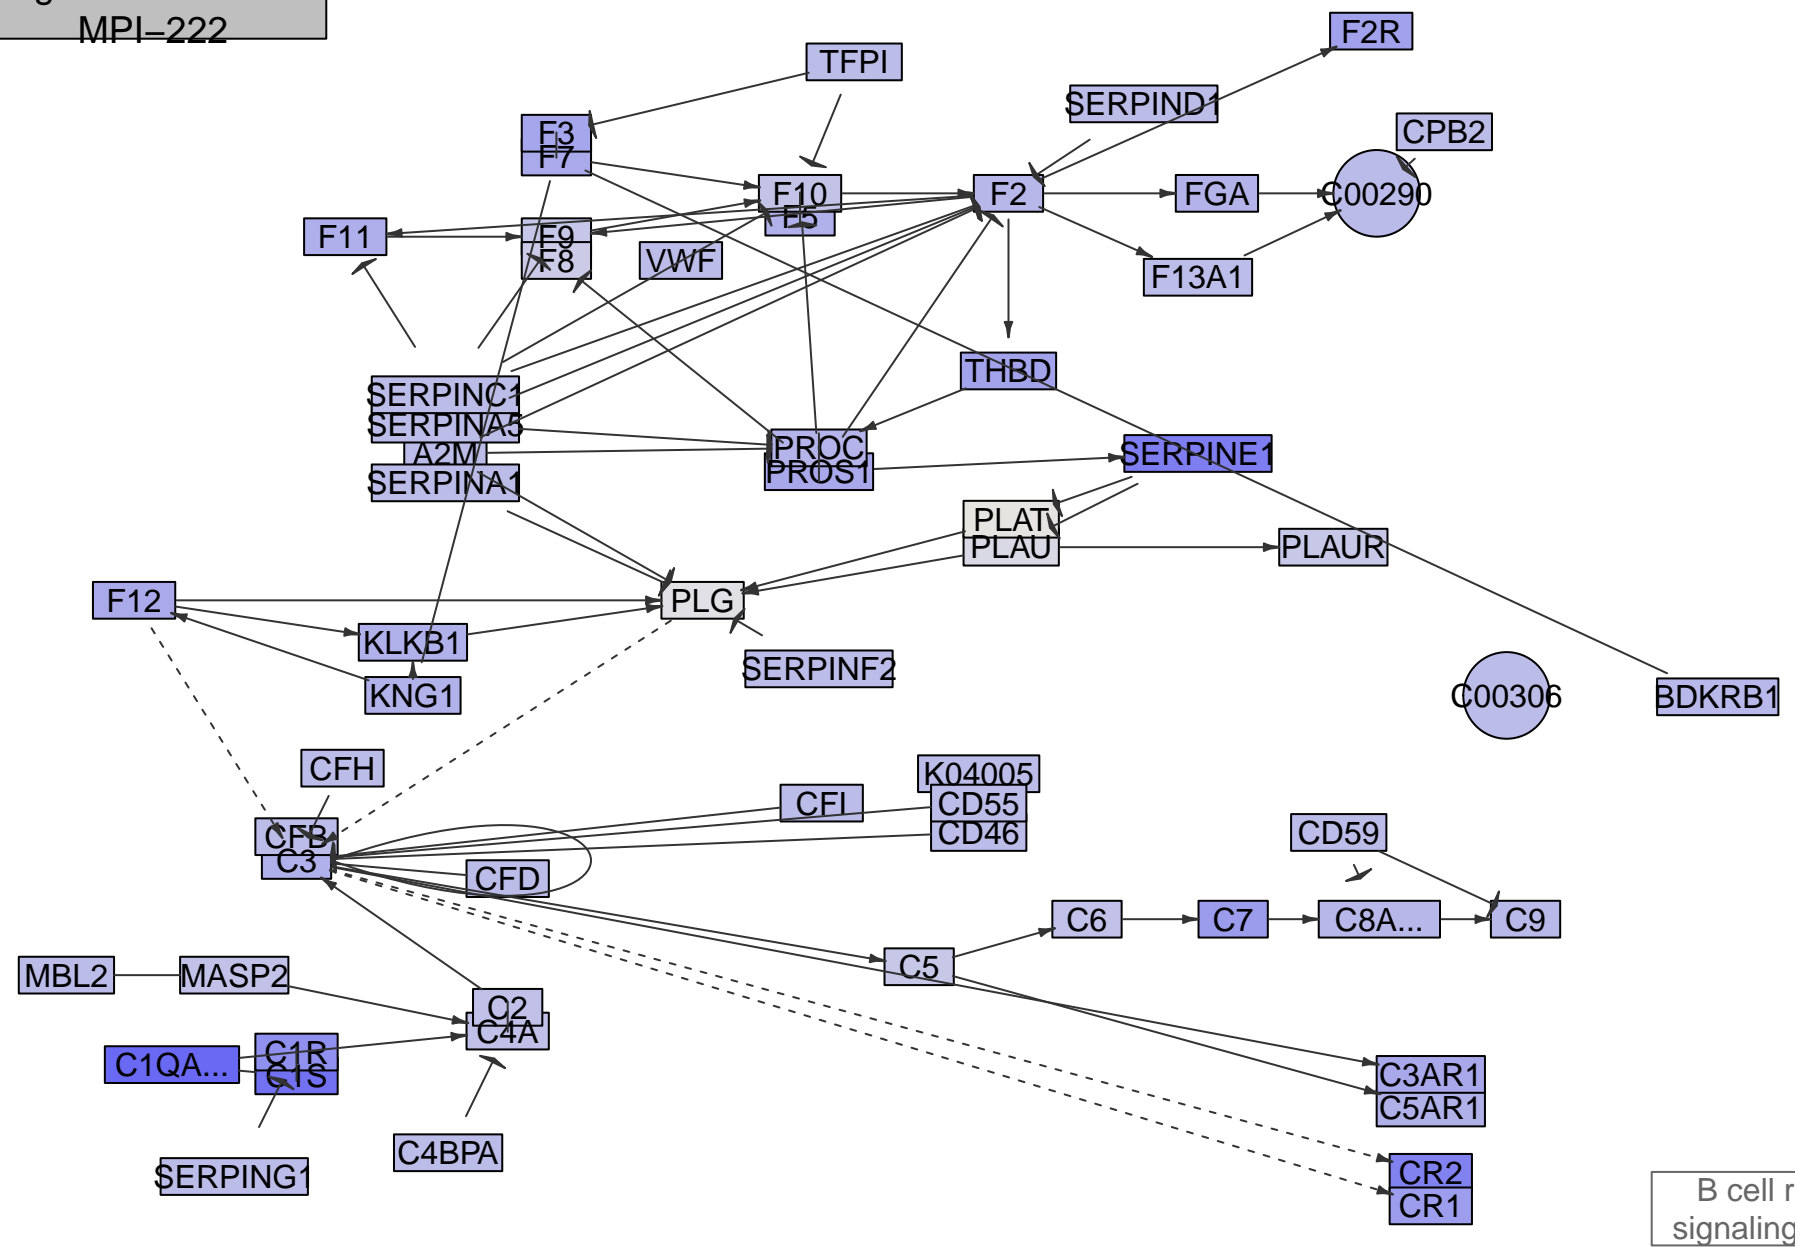 MPI–222
F2R
TFPI
SERPIND1
CPB2
F3
F7
F10
F5
F2
FGA
C00290
F11
F9
F8
VWF
F13A1
SERPINC1
SERPINA5
A2M
SERPINA1
THBD
PROC
PROS1
SERPINE1
PLAT
PLAU
PLAUR
F12
PLG
KLKB1
KNG1
SERPINF2
C00306
BDKRB1
CFH
CFB
C3
CFI
K04005
CD55
CD46
CD59
CFD
C6
C7
C8A...
C9
C5
MBL2
MASP2
C2
C4A
C1QA...
C1R
C1S
C3AR1
C5AR1
C4BPA
SERPING1
CR2
CR1
B cell r
signaling